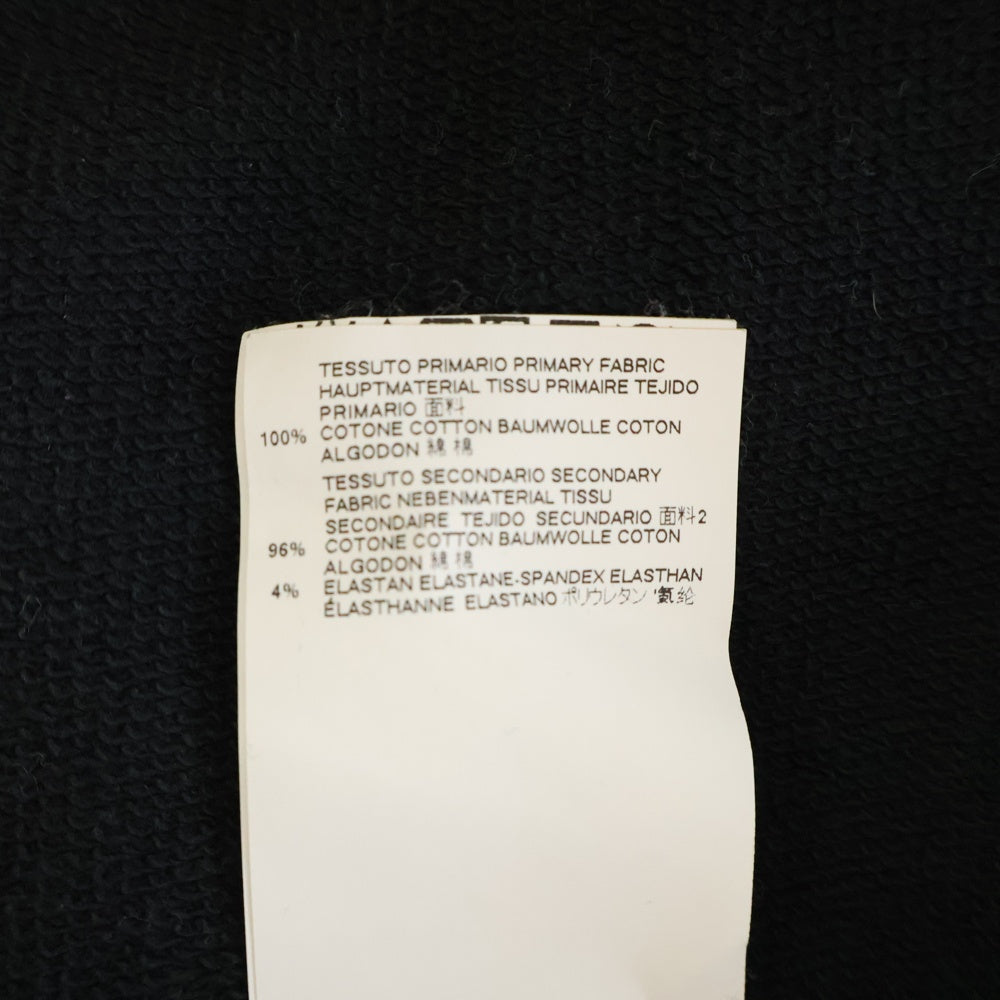 TESSUTO PRIMARIO PRIMARY FABRIC
HAUPTMATERIAL TISSU PRIMAIRE TEJIDO
PRIMARIO 面料
100% COTONE COTTON BAUMWOLLE COTON
ALGODON 綿 棉
TESSUTO SECONDARIO SECONDARY
FABRIC NEBENMATERIAL TISSU
SECONDAIRE TEJIDO SECUNDARIO 面料2
96% COTONE COTTON BAUMWOLLE COTON
ALGODON 綿 棉
4% ELASTAN ELASTANE-SPANDEX ELASTHAN
ÉLASTHANNE ELASTANO ポリウレタン 氨纶